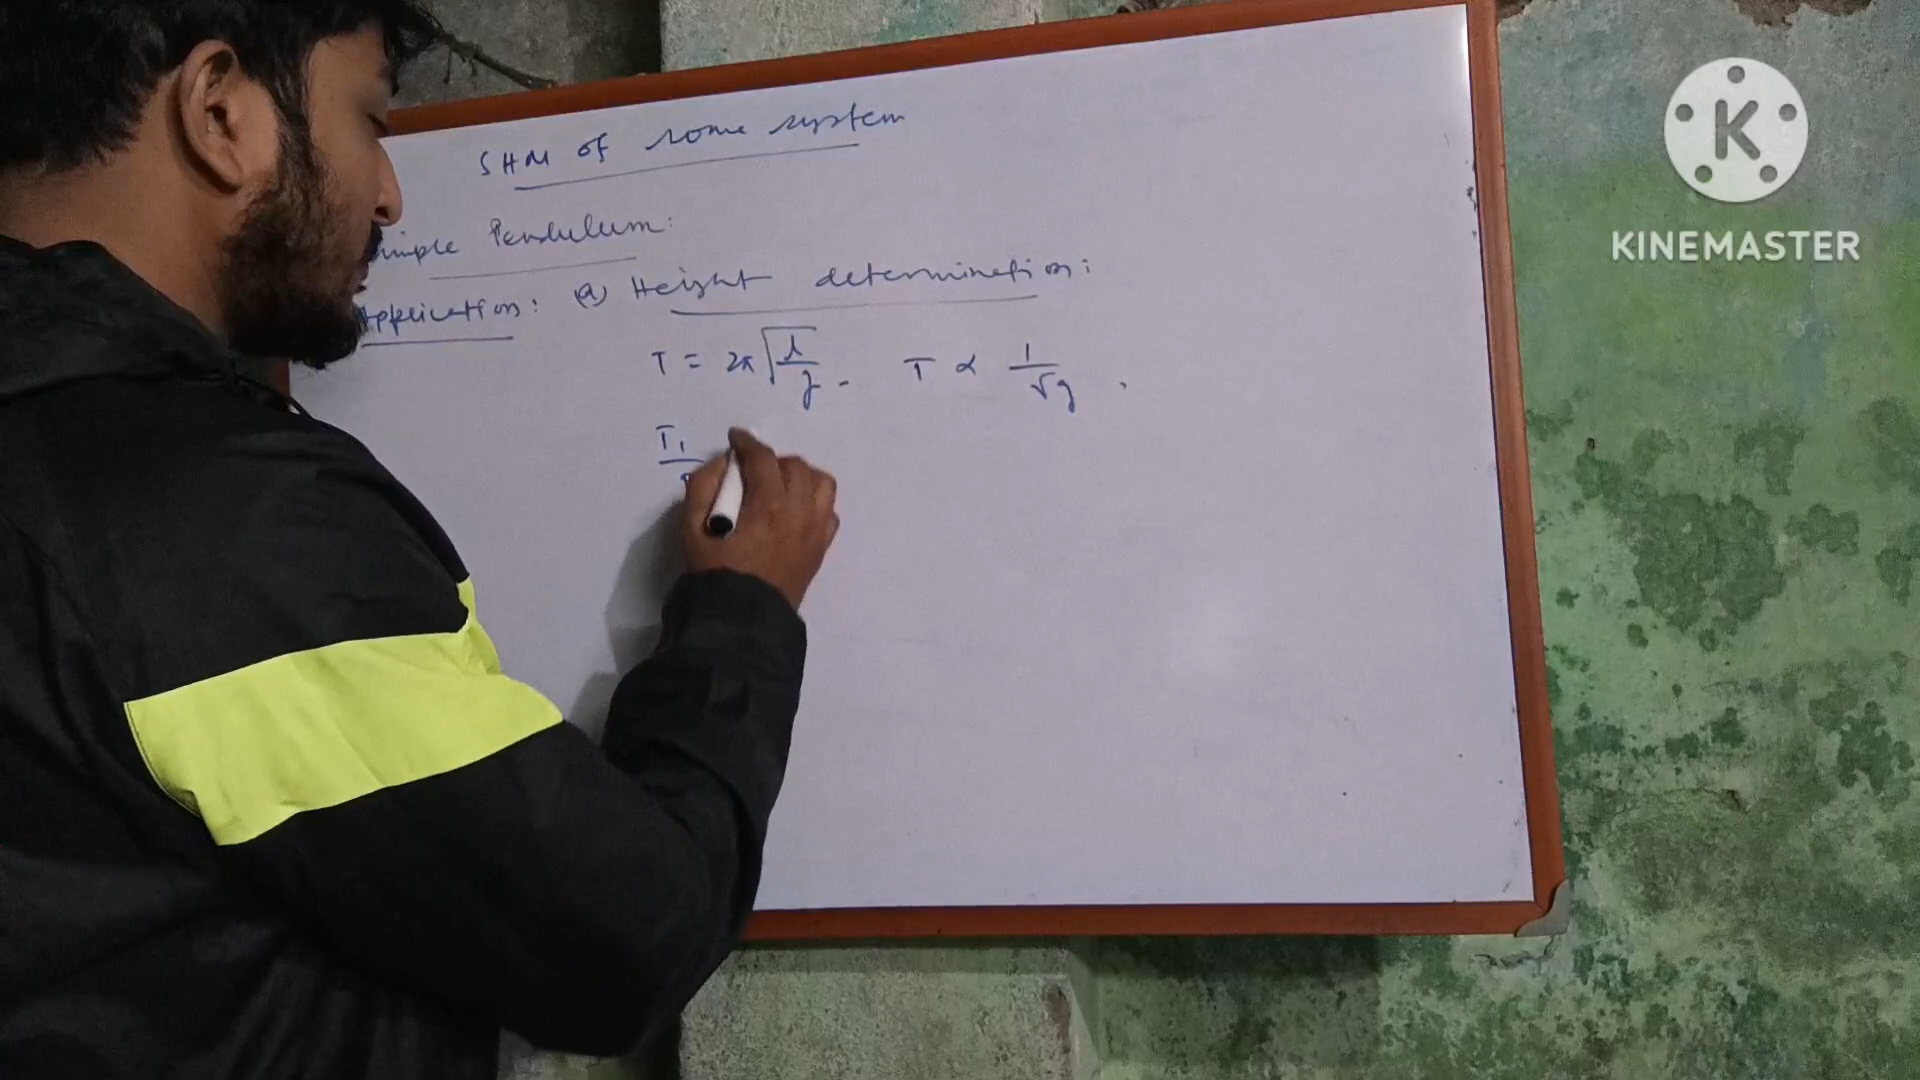 SHM of some system
Simple Pendulum:
Application: (a) Height determination:
T = 2π√(l/g) . T ∝ 1/√g .
T₁
K
KINEMASTER